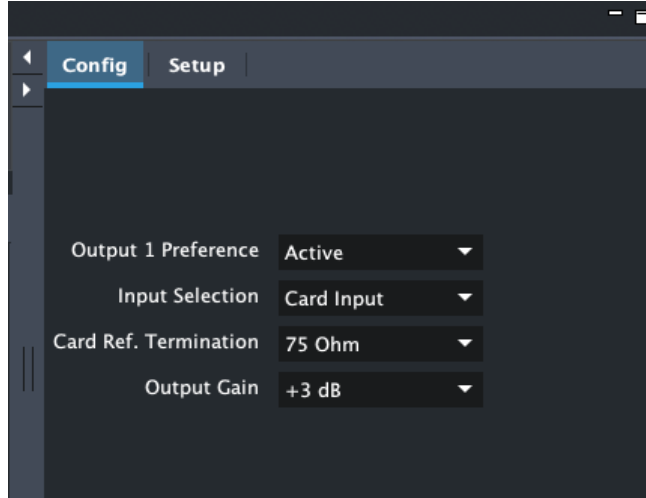 Config Setup
Output 1 Preference Active
Input Selection Card Input
Card Ref. Termination 75 Ohm
Output Gain +3 dB